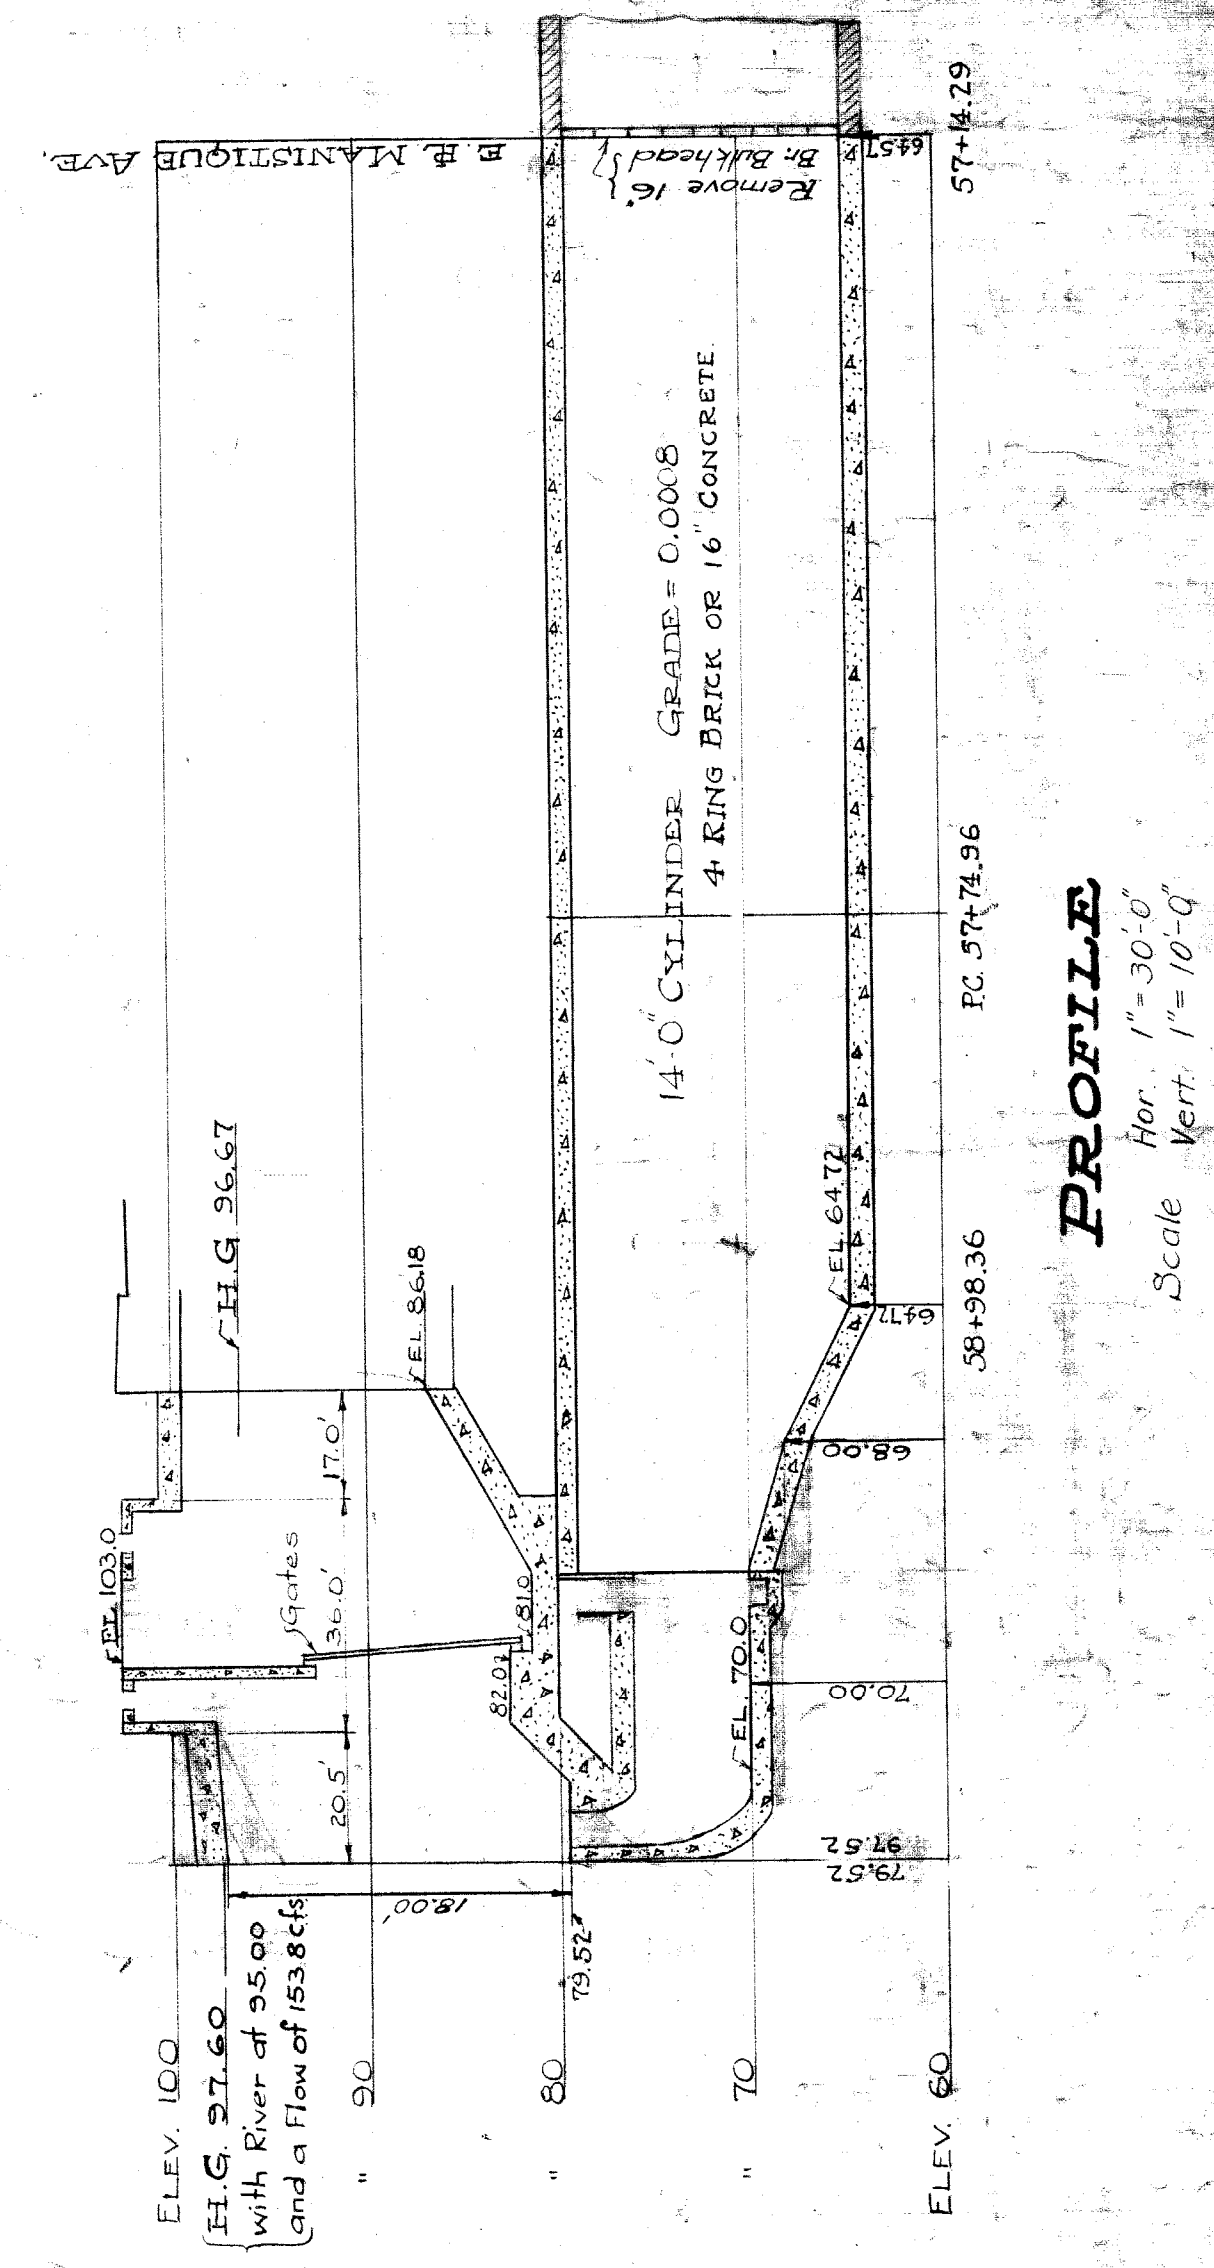 ELEV. 100
H.G. 97.60
with River at 95.00
and a Flow of 1538 cfs
" 90
" 80
" 70
ELEV. 60
18.00'
79.52
79.52
97.52
20.5'
36.0'
17.0'
EL. 103.0
Gates
82.0
81.0
EL. 70.0
70.00
68.00
H.G. 96.67
EL. 86.18
EL. 64.72
64.72
58+98.36
14'-0" CYLINDER GRADE = 0.0008
4 RING BRICK OR 16" CONCRETE
P.C. 57+74.96
E. MANISTIQUE AVE.
Remove 16"
Br. Bulkhead
64.57
57+14.29
PROFILE
Scale Hor. 1" = 30'-0"
Vert. 1" = 10'-0"